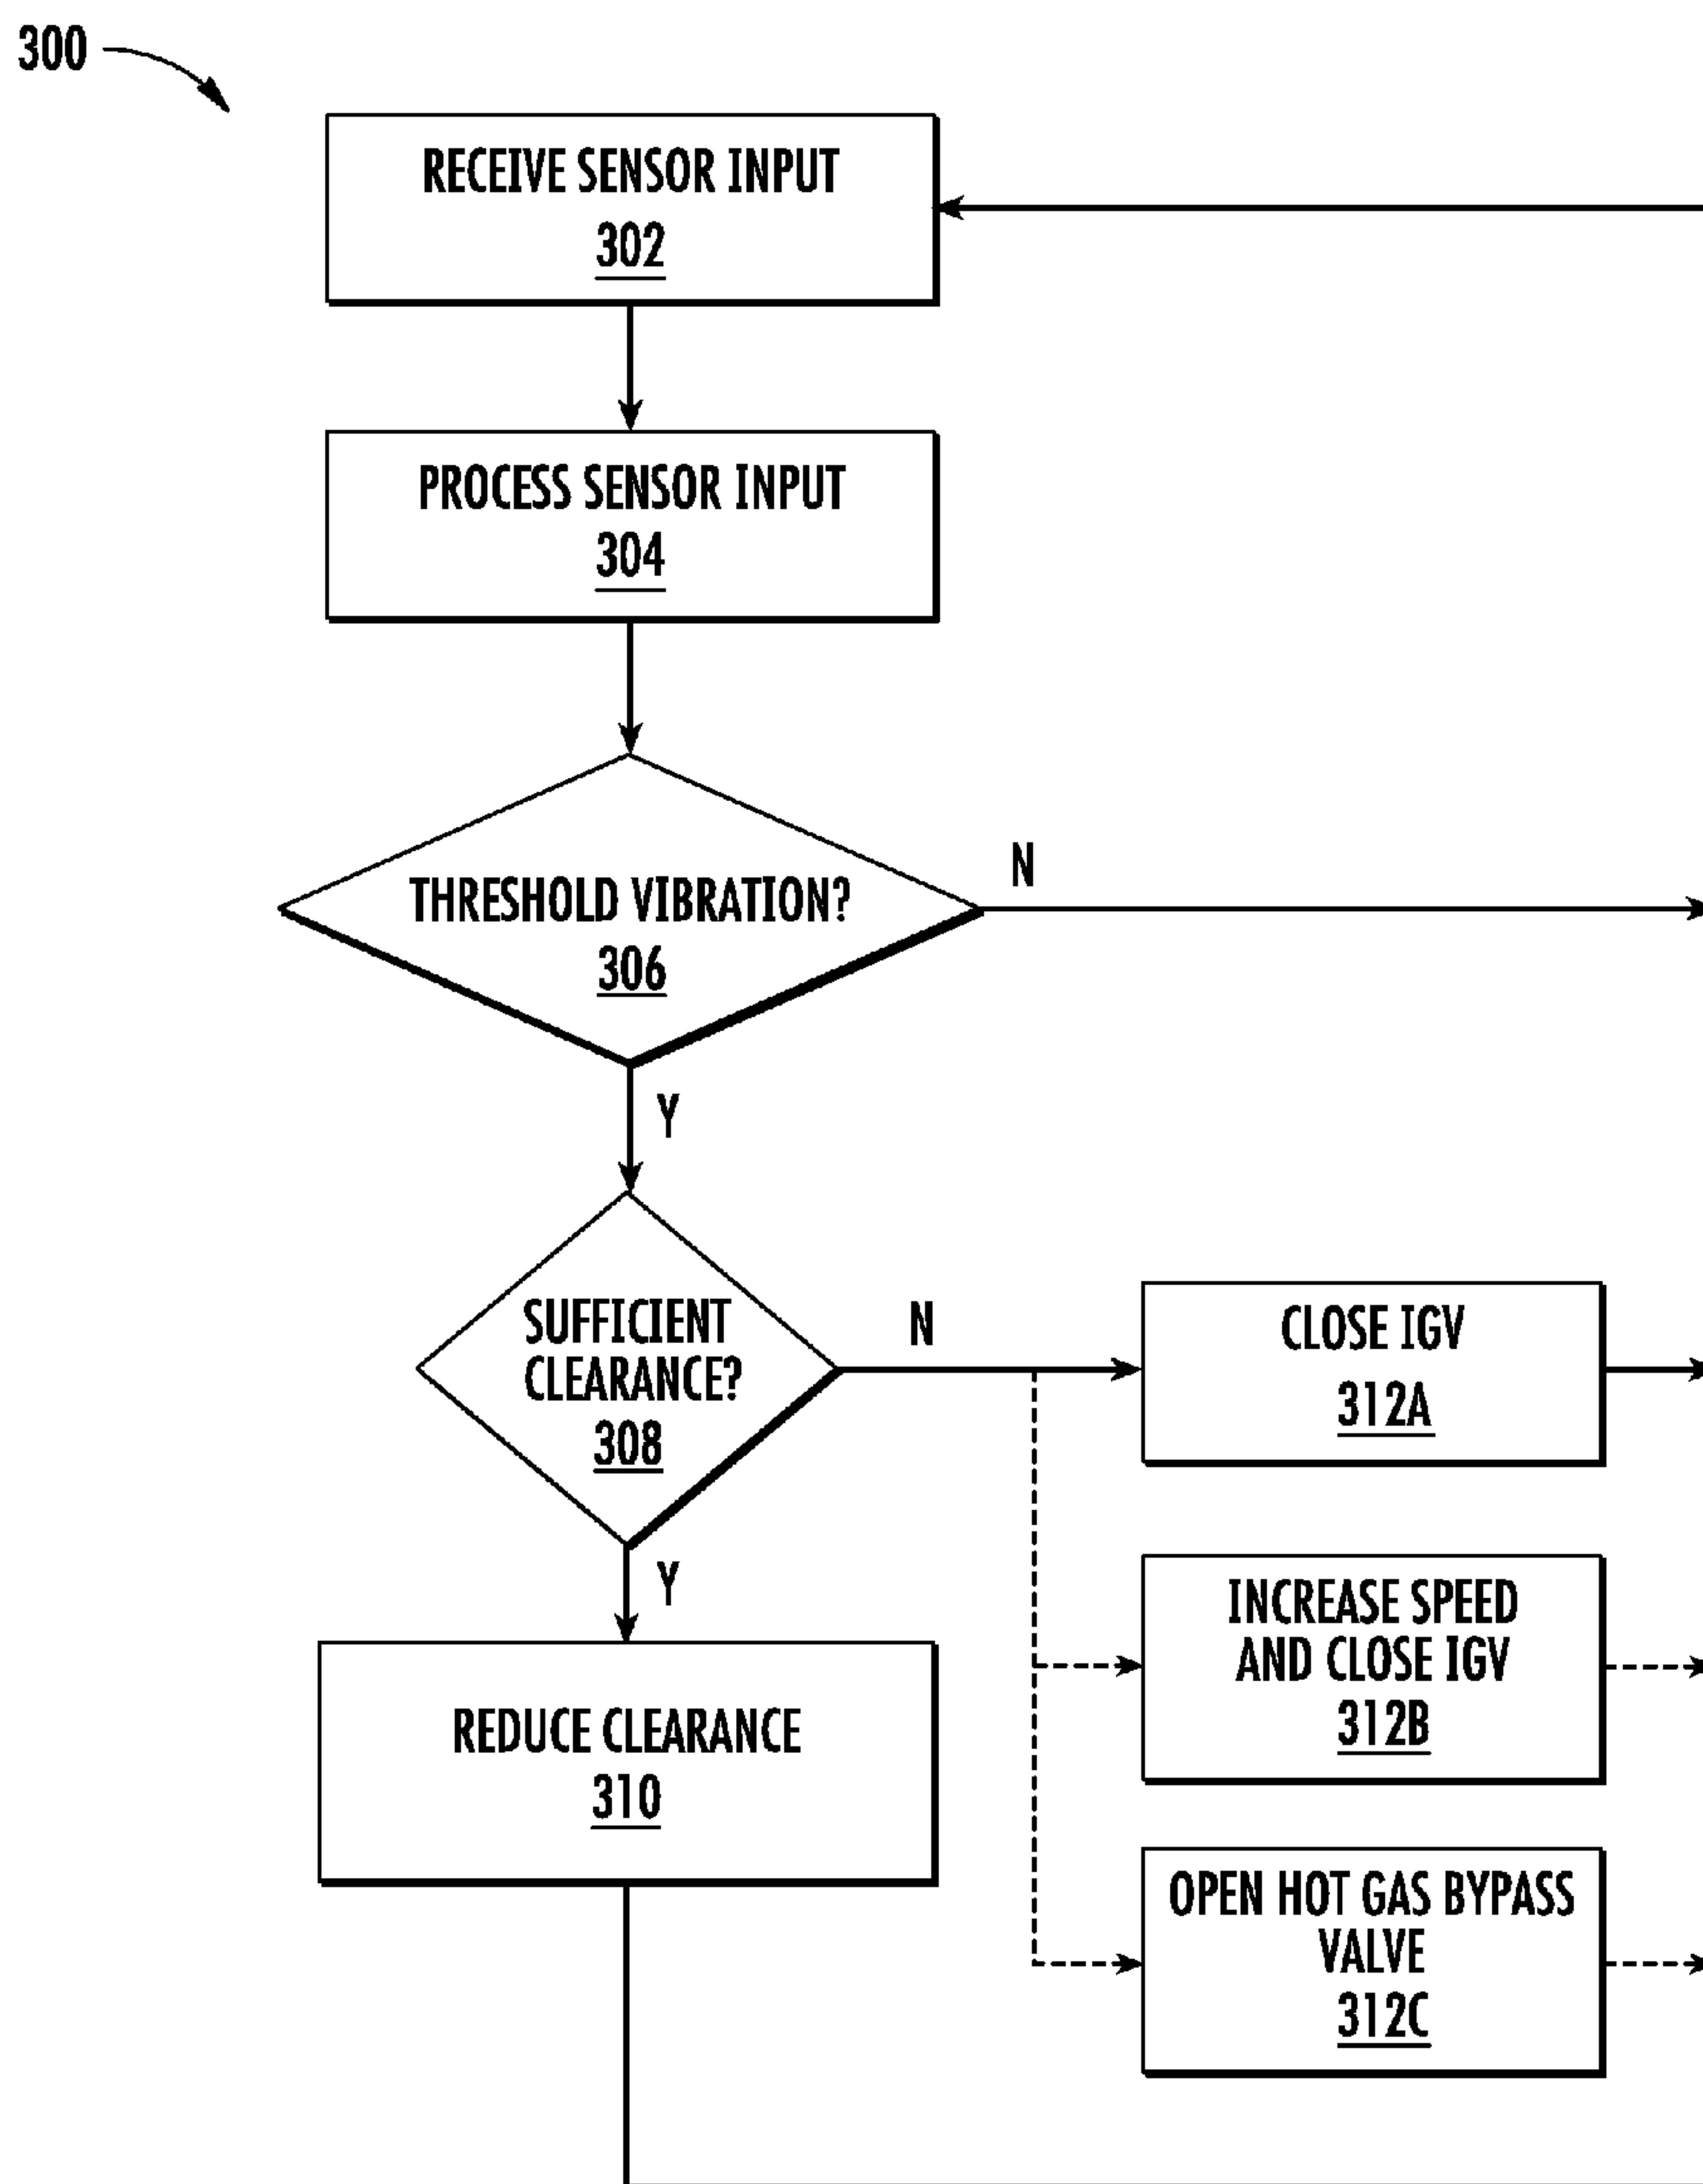 300
RECEIVE SENSOR INPUT
302
PROCESS SENSOR INPUT
304
N
THRESHOLD VIBRATION?
306
Y
SUFFICIENT
CLEARANCE?
308
N
CLOSE IGV
312A
Y
INCREASE SPEED
AND CLOSE IGV
312B
REDUCE CLEARANCE
310
OPEN HOT GAS BYPASS
VALVE
312C